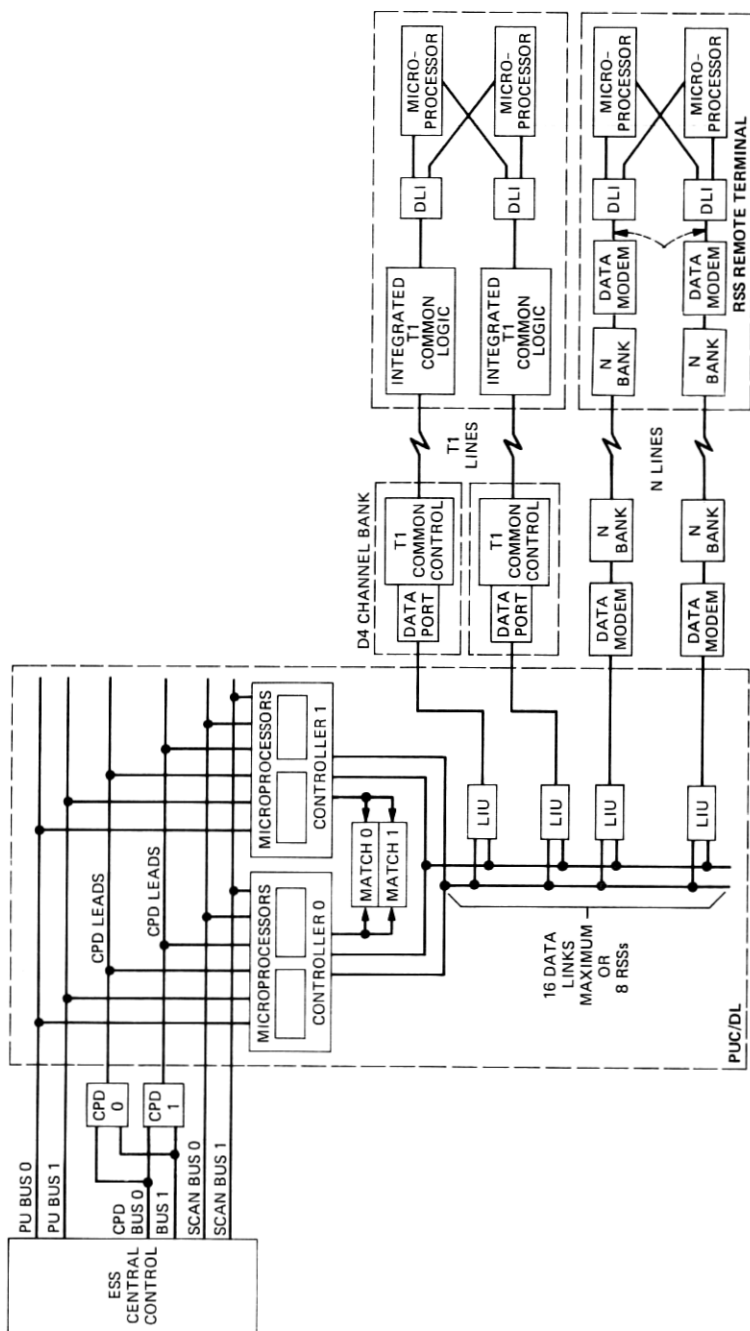 ESS
CENTRAL
CONTROL
PU BUS 0
PU BUS 1
CPD
BUS 0
BUS 1
SCAN BUS 0
SCAN BUS 1
CPD
0
CPD
1
CPD LEADS
CPD LEADS
MICROPROCESSORS
CONTROLLER 0
MICROPROCESSORS
CONTROLLER 1
MATCH 0
MATCH 1
LIU
LIU
LIU
LIU
16 DATA
LINKS
MAXIMUM
OR
8 RSSs
PUC/DL
D4 CHANNEL BANK
DATA
PORT
T1
COMMON
CONTROL
DATA
PORT
T1
COMMON
CONTROL
DATA
MODEM
N
BANK
DATA
MODEM
N
BANK
T1
LINES
N LINES
INTEGRATED
T1
COMMON
LOGIC
DLI
MICRO-
PROCESSOR
INTEGRATED
T1
COMMON
LOGIC
DLI
MICRO-
PROCESSOR
N
BANK
DATA
MODEM
DLI
MICRO-
PROCESSOR
N
BANK
DATA
MODEM
DLI
MICRO-
PROCESSOR
RSS REMOTE TERMINAL